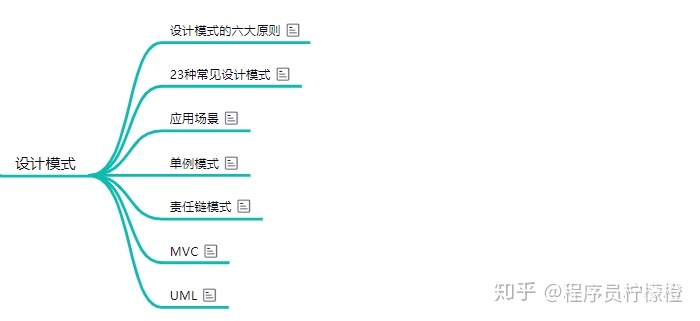 设计模式的六大原则
23种常见设计模式
应用场景
设计模式
单例模式
责任链模式
MVC
UML
知乎 @程序员柠檬橙